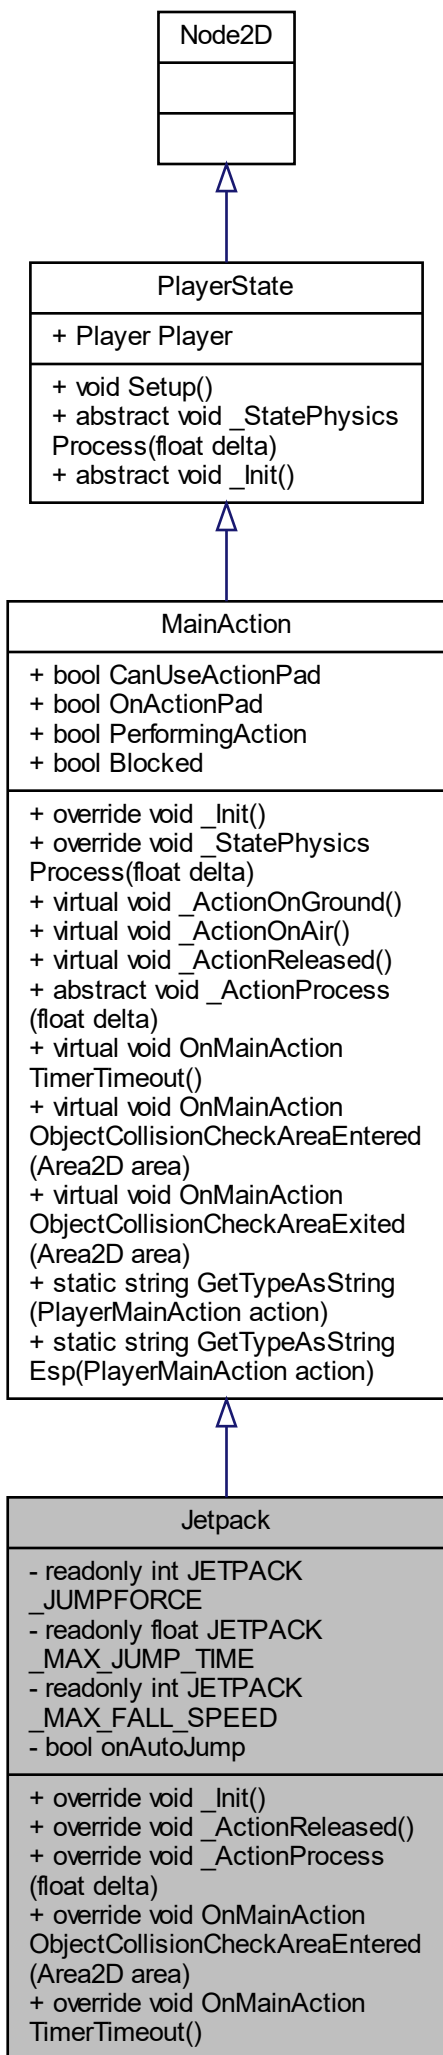 Node2D
PlayerState
+ Player Player
+ void Setup()
+ abstract void _StatePhysics
Process(float delta)
+ abstract void _Init()
MainAction
+ bool CanUseActionPad
+ bool OnActionPad
+ bool PerformingAction
+ bool Blocked
+ override void _Init()
+ override void _StatePhysics
Process(float delta)
+ virtual void _ActionOnGround()
+ virtual void _ActionOnAir()
+ virtual void _ActionReleased()
+ abstract void _ActionProcess
(float delta)
+ virtual void OnMainAction
TimerTimeout()
+ virtual void OnMainAction
ObjectCollisionCheckAreaEntered
(Area2D area)
+ virtual void OnMainAction
ObjectCollisionCheckAreaExited
(Area2D area)
+ static string GetTypeAsString
(PlayerMainAction action)
+ static string GetTypeAsString
Esp(PlayerMainAction action)
Jetpack
- readonly int JETPACK
_JUMPFORCE
- readonly float JETPACK
_MAX_JUMP_TIME
- readonly int JETPACK
_MAX_FALL_SPEED
- bool onAutoJump
+ override void _Init()
+ override void _ActionReleased()
+ override void _ActionProcess
(float delta)
+ override void OnMainAction
ObjectCollisionCheckAreaEntered
(Area2D area)
+ override void OnMainAction
TimerTimeout()